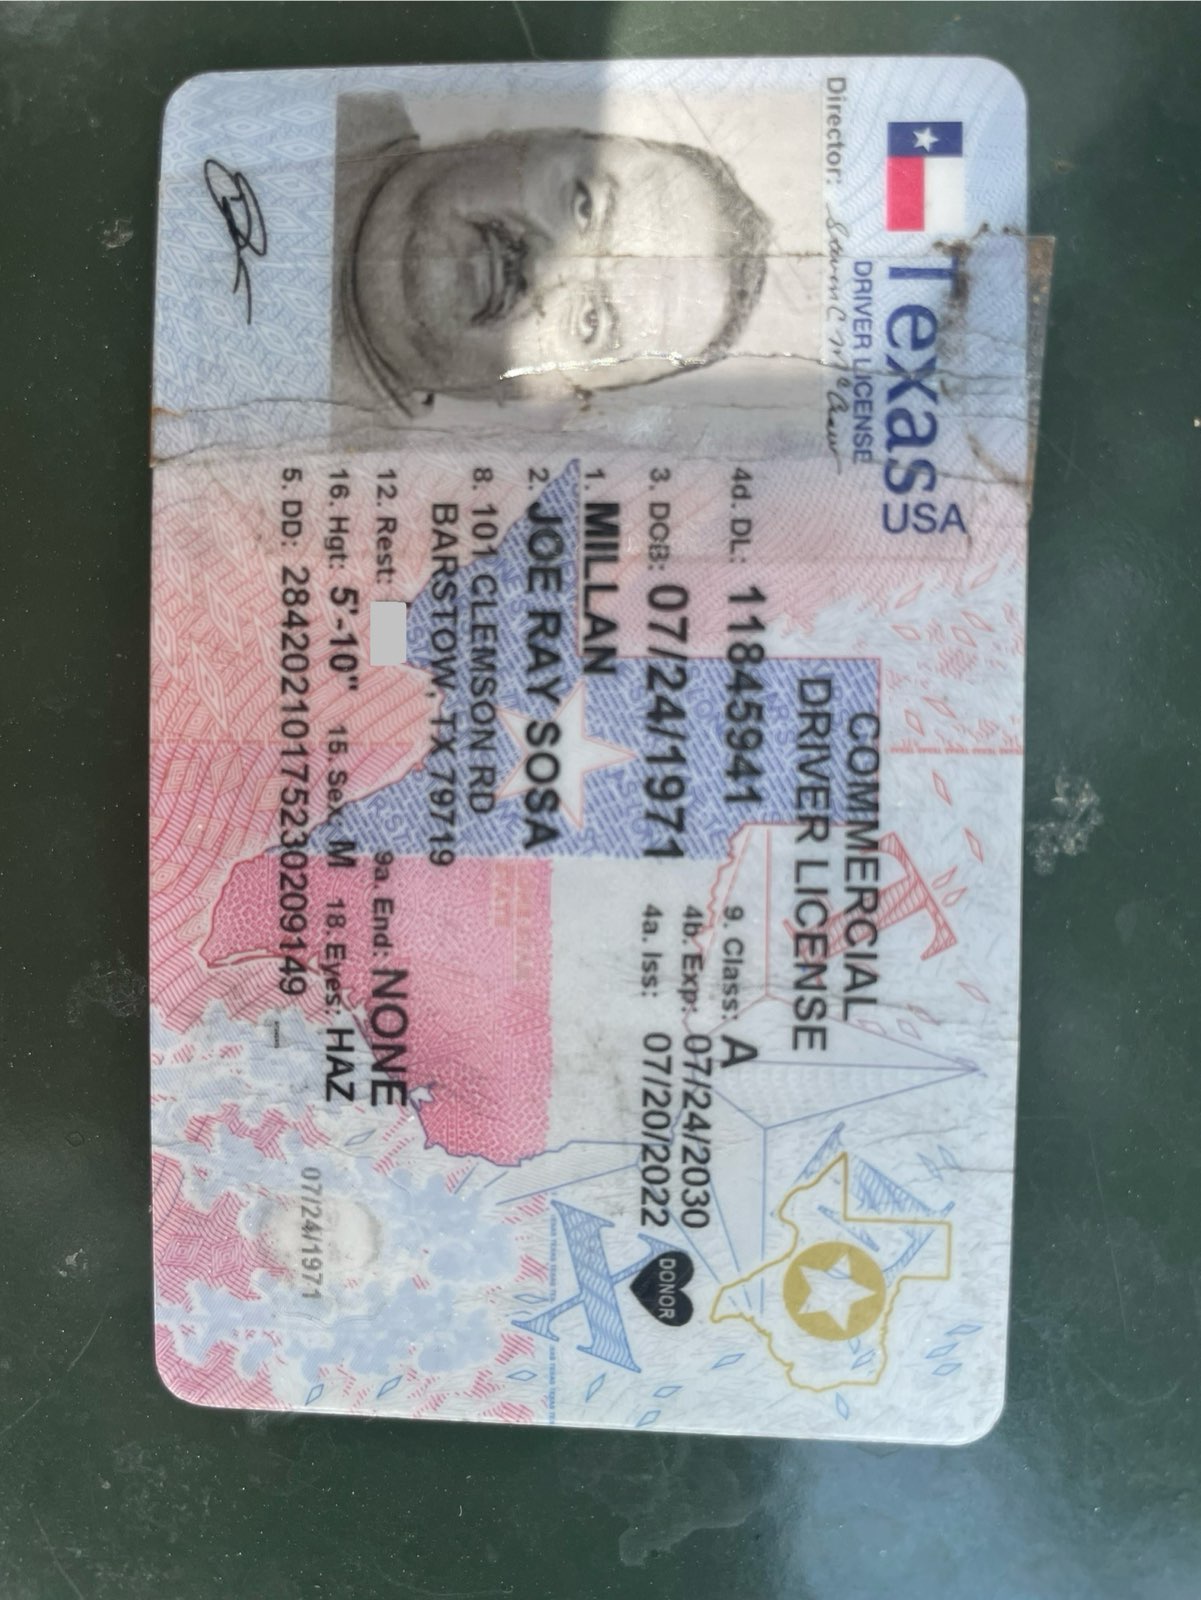 Texas USA
DRIVER LICENSE
Director:
COMMERCIAL
DRIVER LICENSE
4d. DL: 11845941 9. Class: A
3. DOB: 07/24/1971 4b. Exp: 07/24/2030
4a. Iss: 07/20/2022
DONOR
1. MILLAN
2. JOE RAY SOSA
8. 101 CLEMSON RD
BARSTOW, TX 79719
12. Rest: 9a. End: NONE
16. Hgt: 5'-10" 15. Sex: M 18. Eyes: HAZ
5. DD: 28420210175230209149
07/24/1971